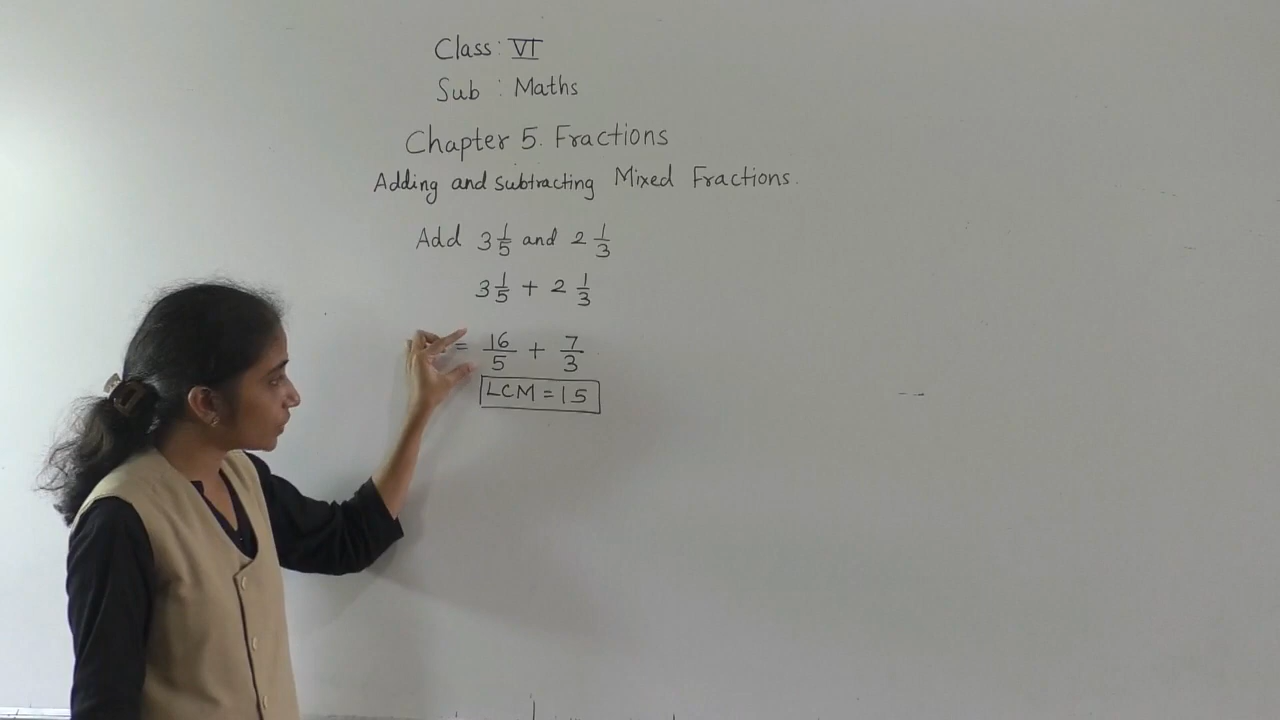 Class: VI
Sub : Maths
Chapter 5. Fractions
Adding and subtracting Mixed Fractions.
Add 3 1/5 and 2 1/3
3 1/5 + 2 1/3
= 16/5 + 7/3
LCM = 15